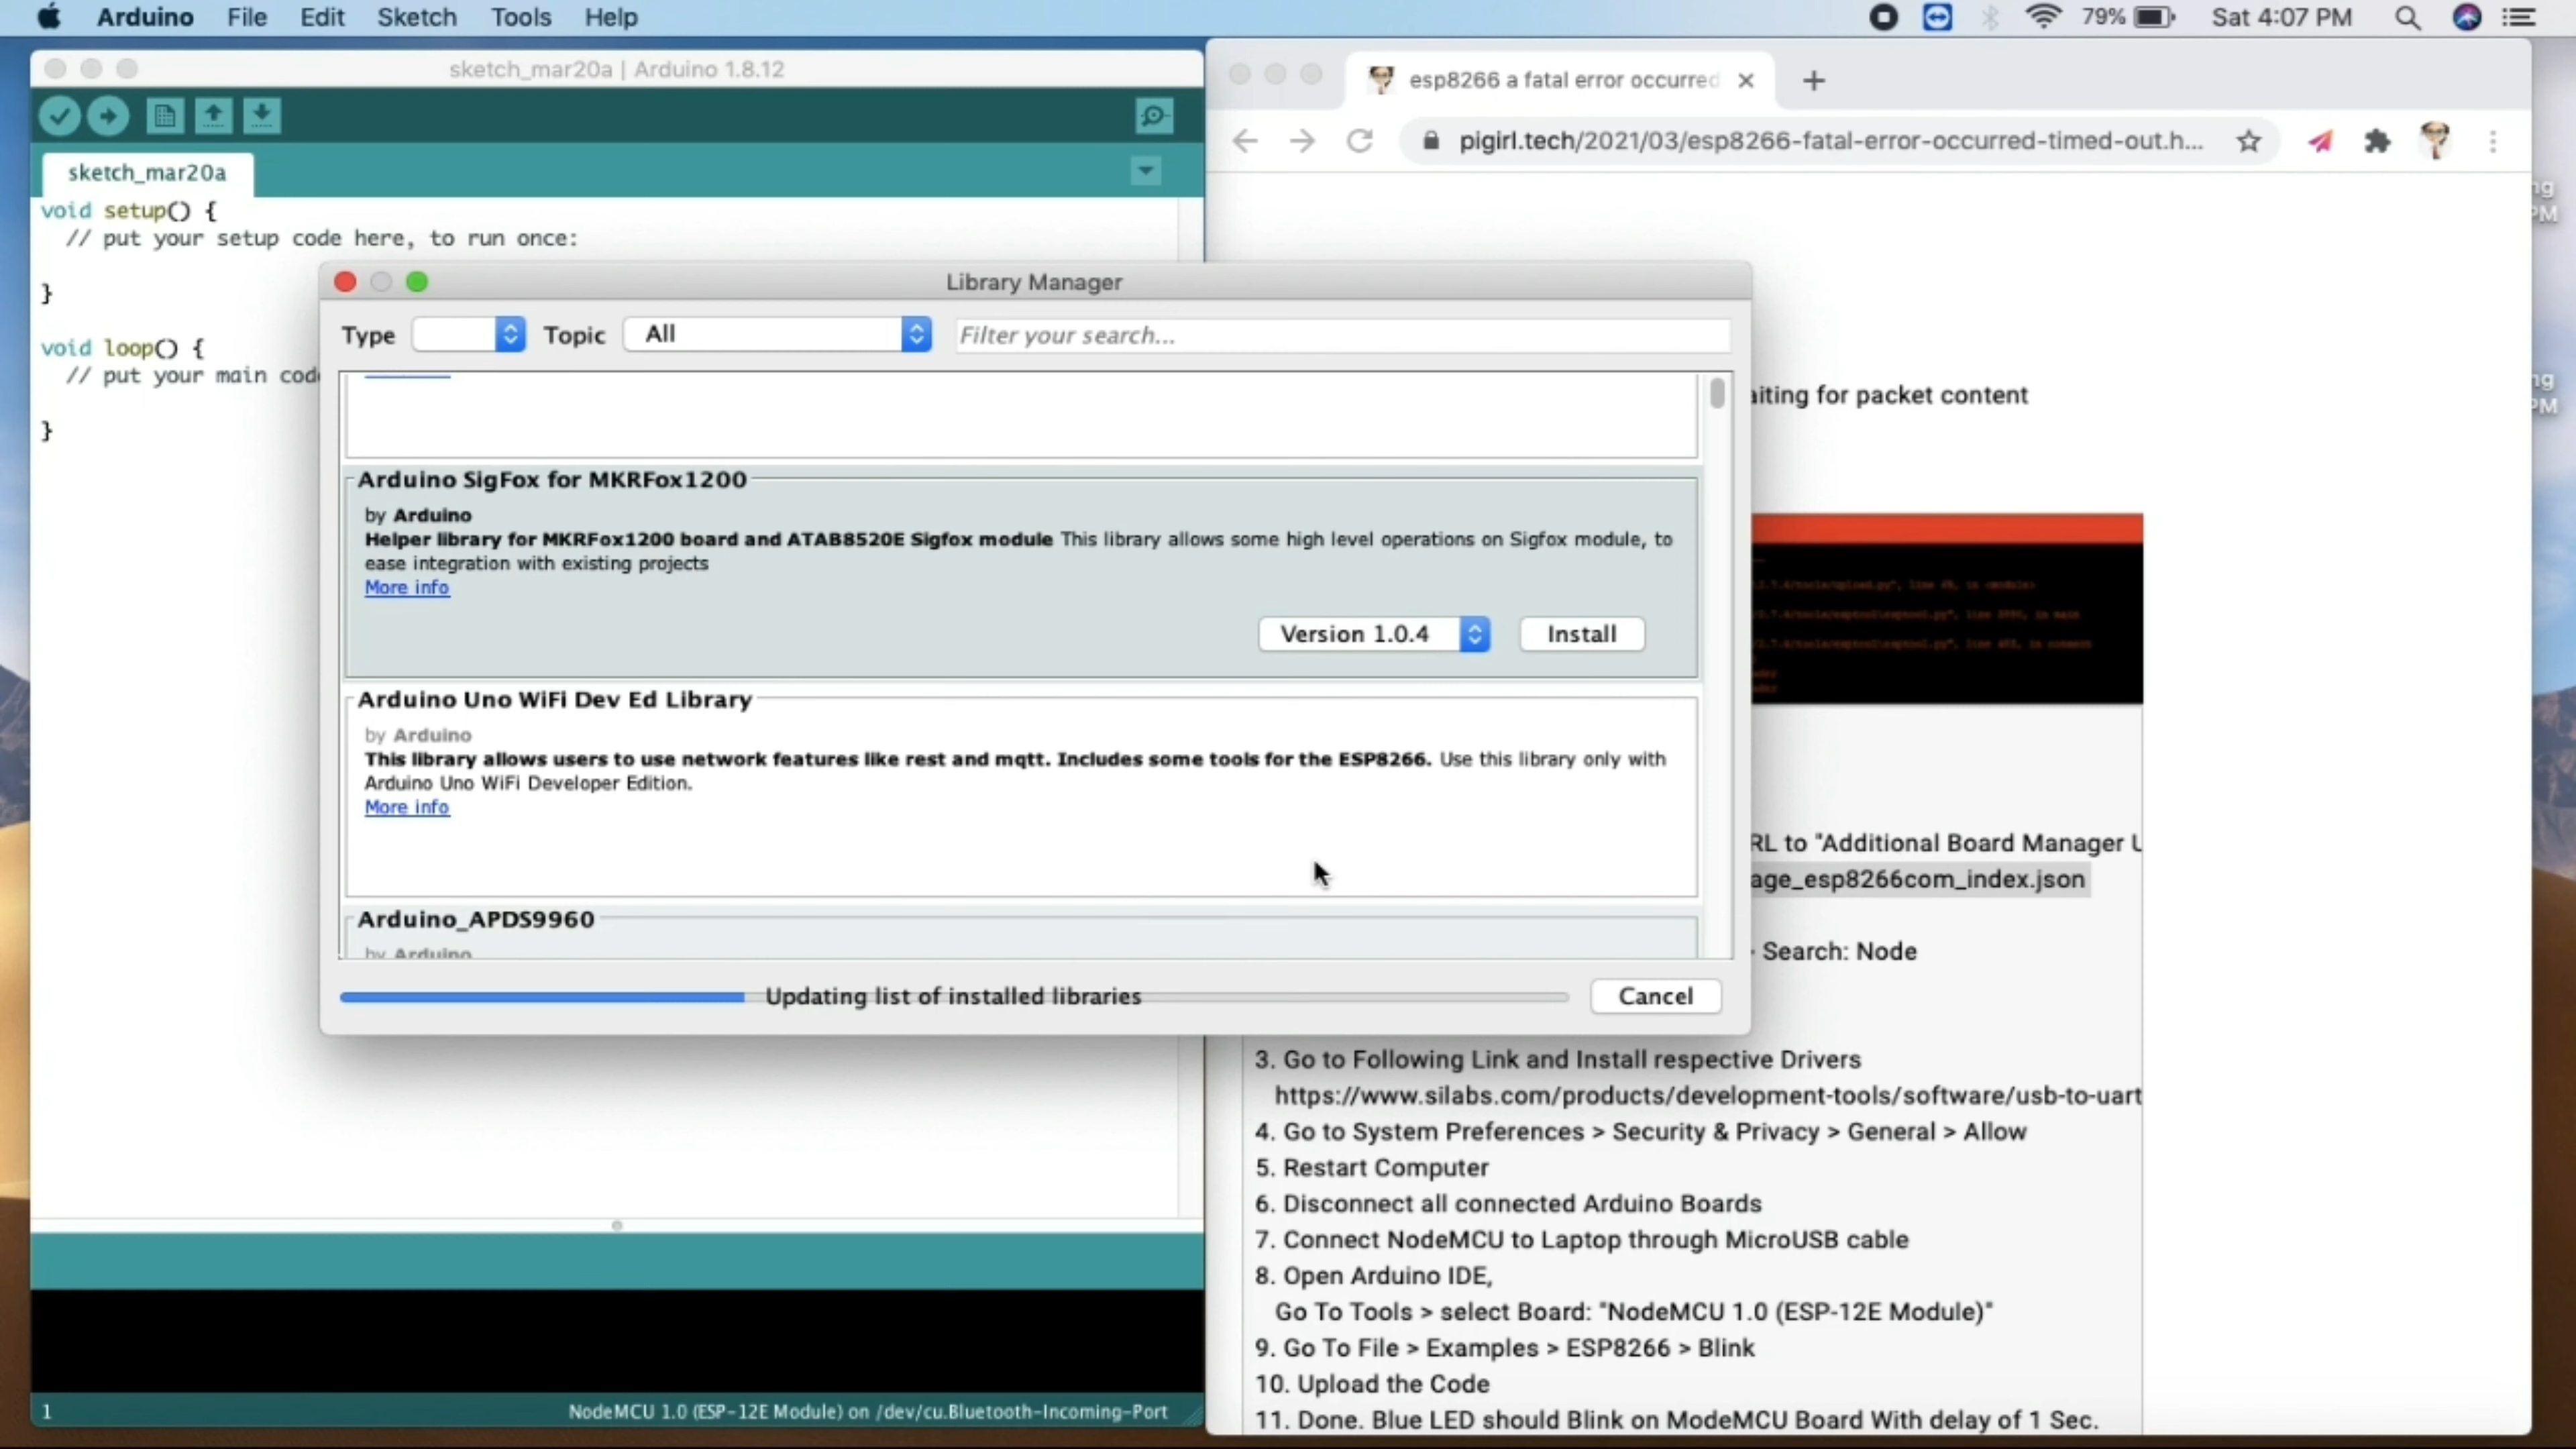 Arduino File Edit Sketch Tools Help
79% Sat 4:07 PM
sketch_mar20a | Arduino 1.8.12
sketch_mar20a
void setup() {
// put your setup code here, to run once:
}
void loop() {
// put your main cod
}
1
NodeMCU 1.0 (ESP-12E Module) on /dev/cu.Bluetooth-Incoming-Port
Library Manager
Type Topic All Filter your search...
Arduino SigFox for MKRFox1200
by Arduino
Helper library for MKRFox1200 board and ATAB8520E Sigfox module This library allows some high level operations on Sigfox module, to
ease integration with existing projects
More info
Version 1.0.4 Install
Arduino Uno WiFi Dev Ed Library
by Arduino
This library allows users to use network features like rest and mqtt. Includes some tools for the ESP8266. Use this library only with
Arduino Uno WiFi Developer Edition.
More info
Arduino_APDS9960
by Arduino
Updating list of installed libraries Cancel
esp8266 a fatal error occurred
pigirl.tech/2021/03/esp8266-fatal-error-occurred-timed-out.h...
aiting for packet content
RL to "Additional Board Manager U
age_esp8266com_index.json
- Search: Node
3. Go to Following Link and Install respective Drivers
https://www.silabs.com/products/development-tools/software/usb-to-uart
4. Go to System Preferences > Security & Privacy > General > Allow
5. Restart Computer
6. Disconnect all connected Arduino Boards
7. Connect NodeMCU to Laptop through MicroUSB cable
8. Open Arduino IDE,
Go To Tools > select Board: "NodeMCU 1.0 (ESP-12E Module)"
9. Go To File > Examples > ESP8266 > Blink
10. Upload the Code
11. Done. Blue LED should Blink on ModeMCU Board With delay of 1 Sec.
ng
PM
ng
PM